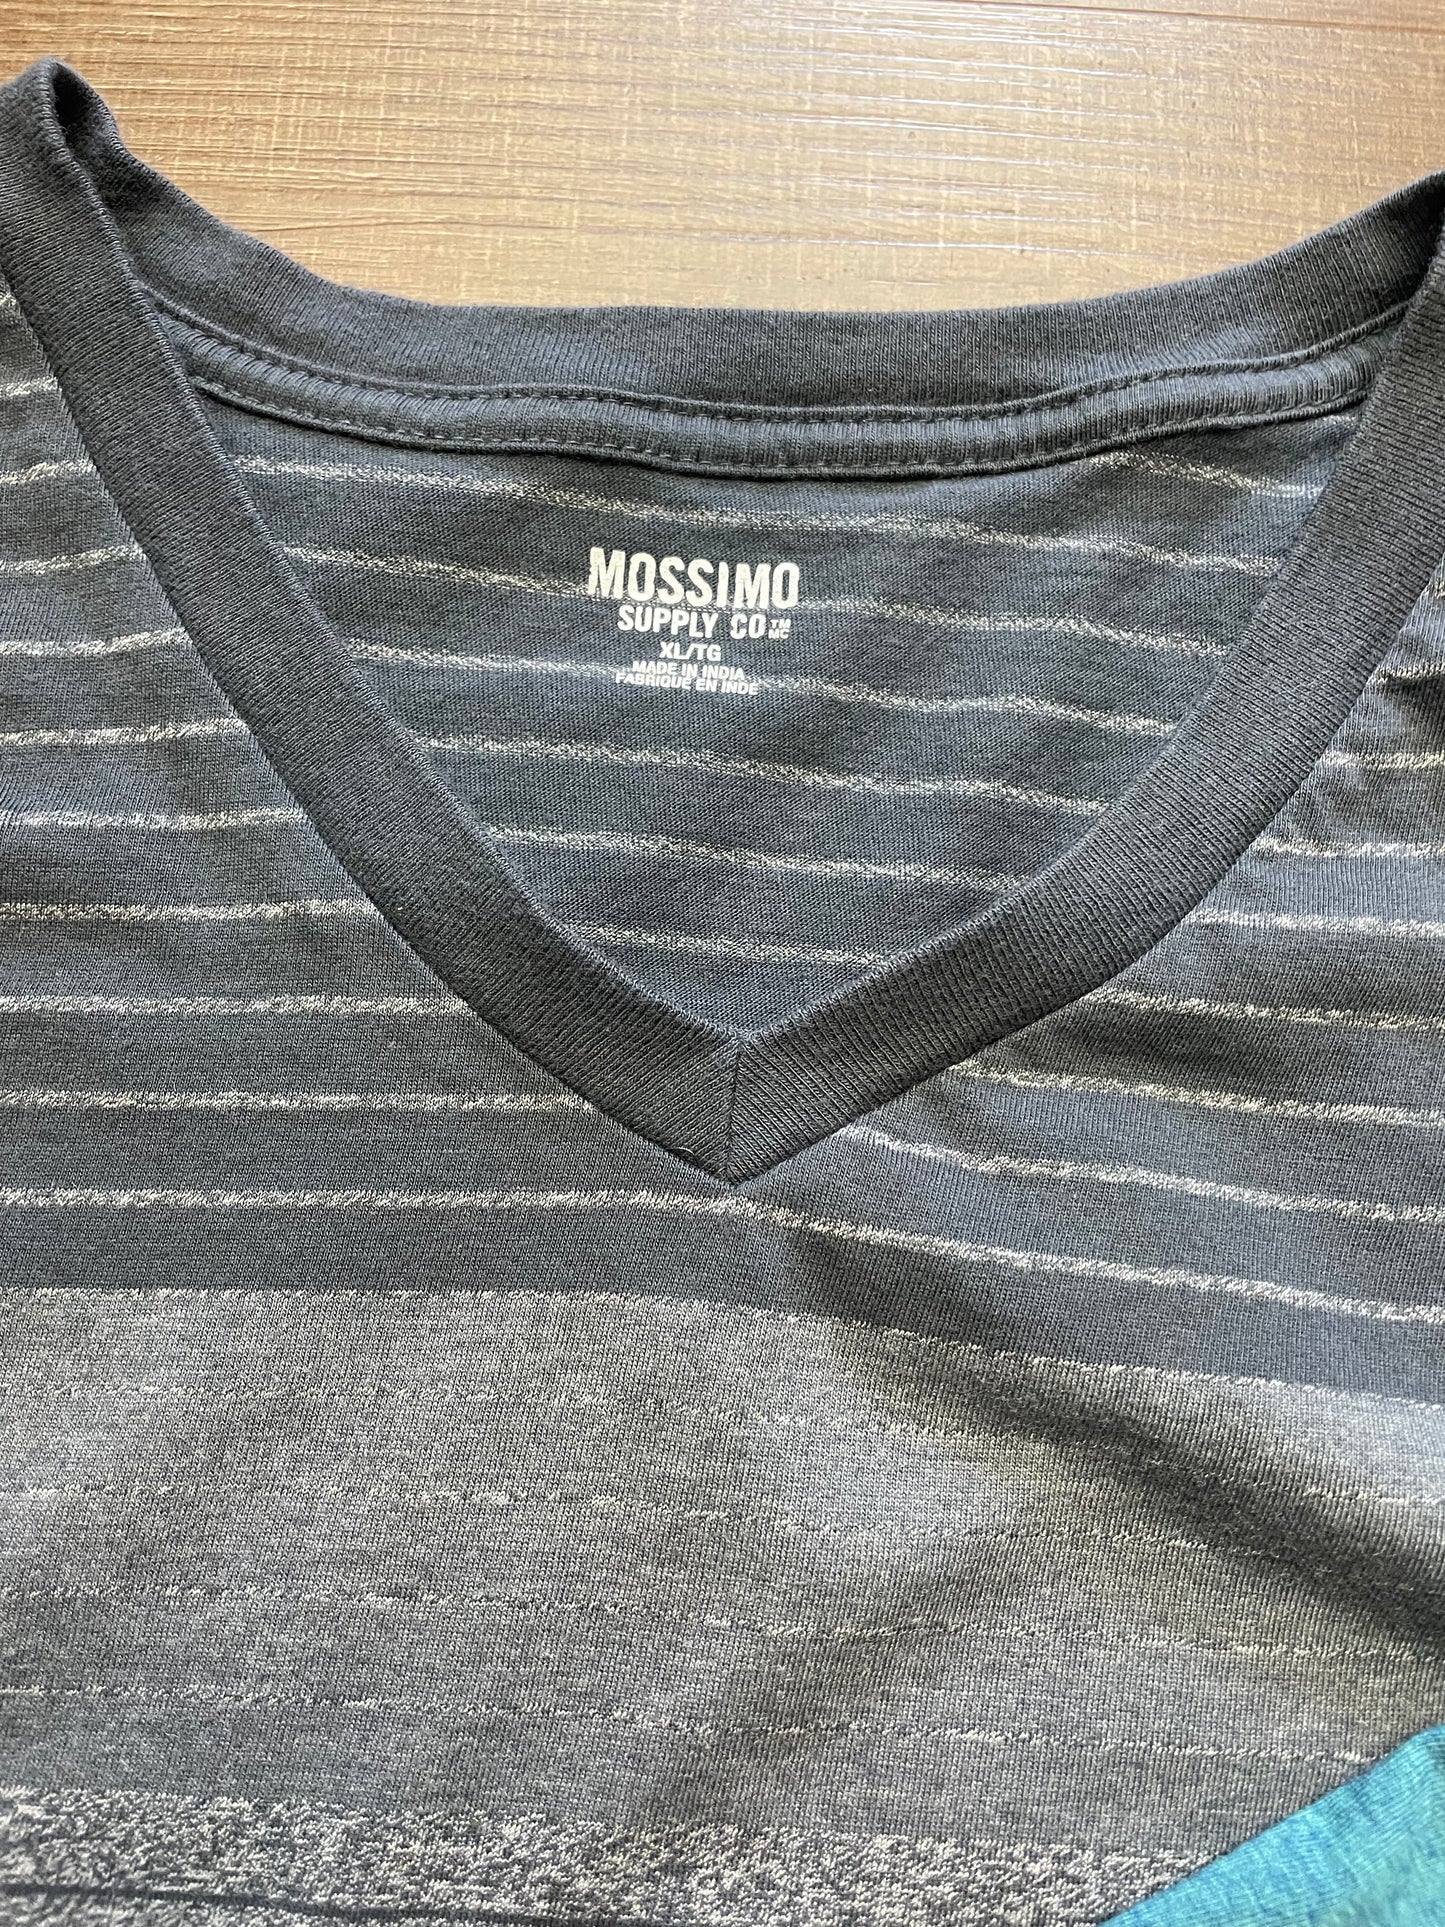 MOSSIMO
SUPPLY CO TM MC
XL/TG
MADE IN INDIA
FABRIQUE EN INDE